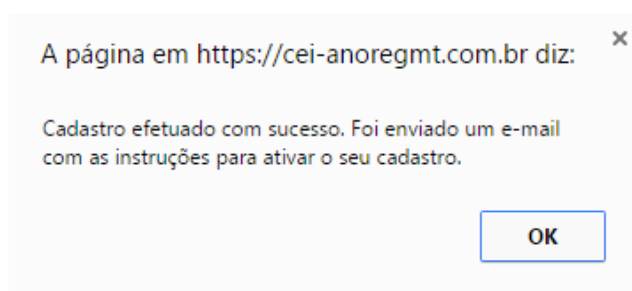 A página em https://cei-anoregmt.com.br diz:
Cadastro efetuado com sucesso. Foi enviado um e-mail
com as instruções para ativar o seu cadastro.
OK